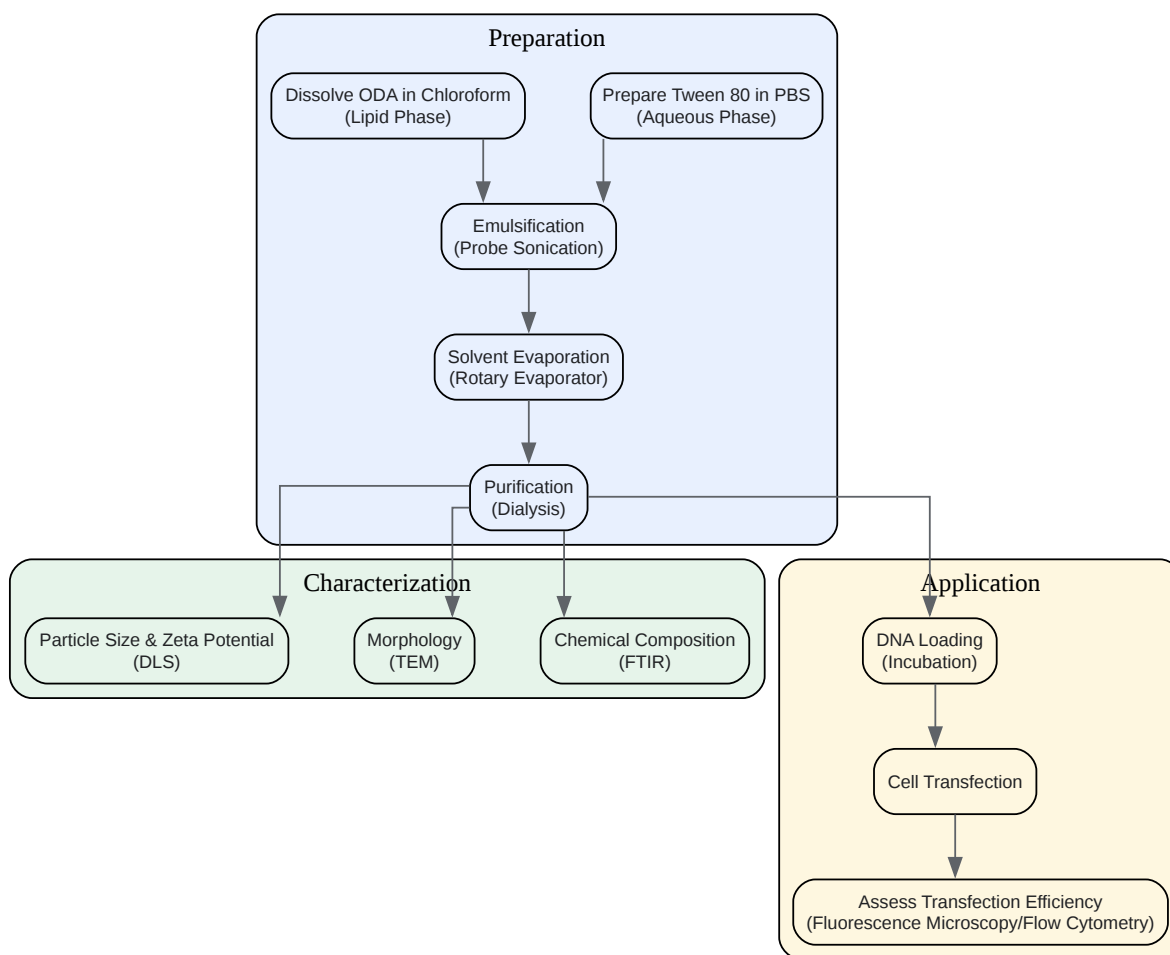 Preparation
Dissolve ODA in Chloroform
(Lipid Phase)
Prepare Tween 80 in PBS
(Aqueous Phase)
Emulsification
(Probe Sonication)
Solvent Evaporation
(Rotary Evaporator)
Purification
(Dialysis)
Characterization
Particle Size & Zeta Potential
(DLS)
Morphology
(TEM)
Chemical Composition
(FTIR)
Application
DNA Loading
(Incubation)
Cell Transfection
Assess Transfection Efficiency
(Fluorescence Microscopy/Flow Cytometry)